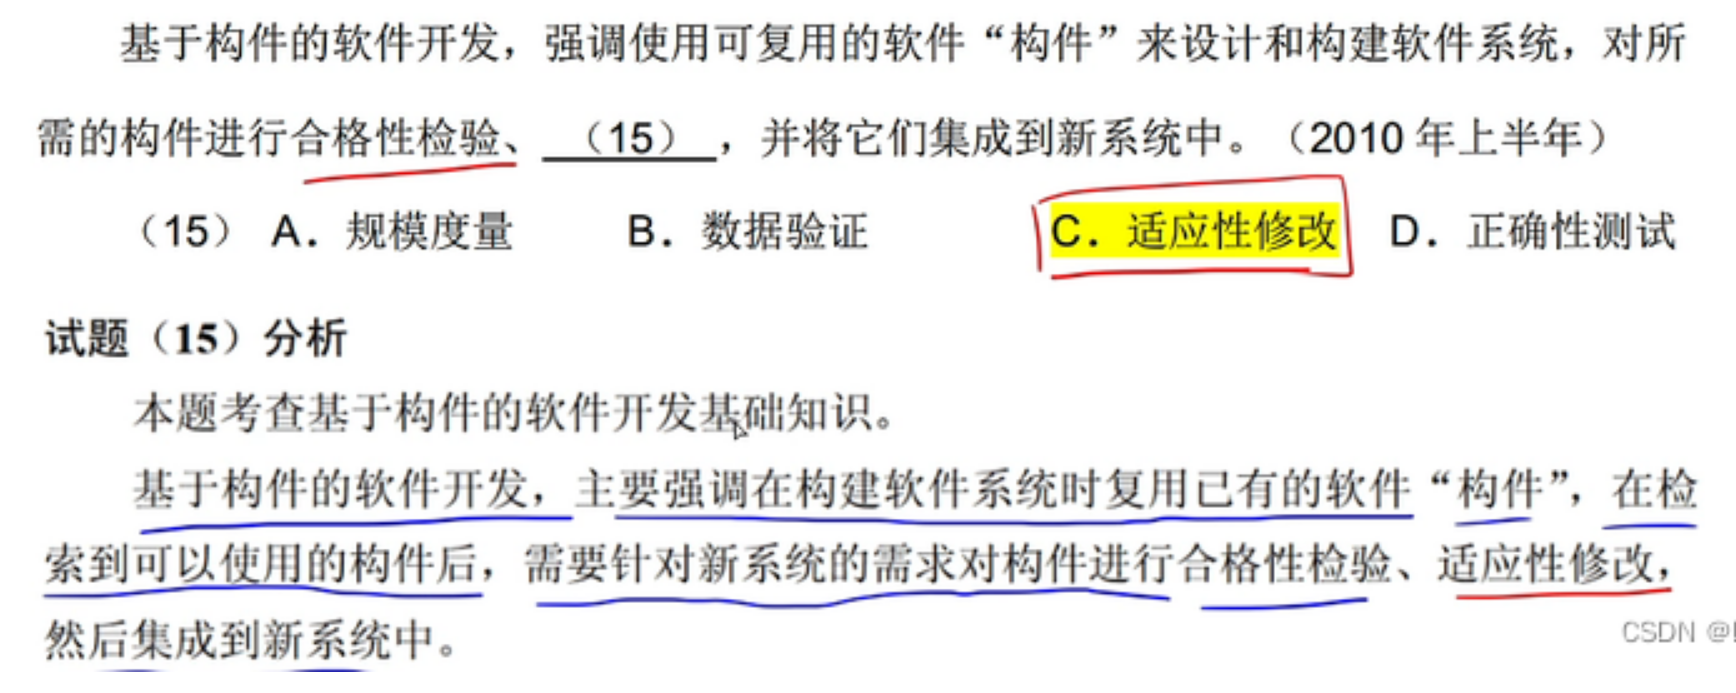 基于构件的软件开发，强调使用可复用的软件“构件”来设计和构建软件系统，对所
需的构件进行合格性检验、（15），并将它们集成到新系统中。（2010 年上半年）
（15） A．规模度量 B．数据验证 C．适应性修改 D．正确性测试
试题（15）分析
本题考查基于构件的软件开发基础知识。
基于构件的软件开发，主要强调在构建软件系统时复用已有的软件“构件”，在检
索到可以使用的构件后，需要针对新系统的需求对构件进行合格性检验、适应性修改，
然后集成到新系统中。
CSDN @